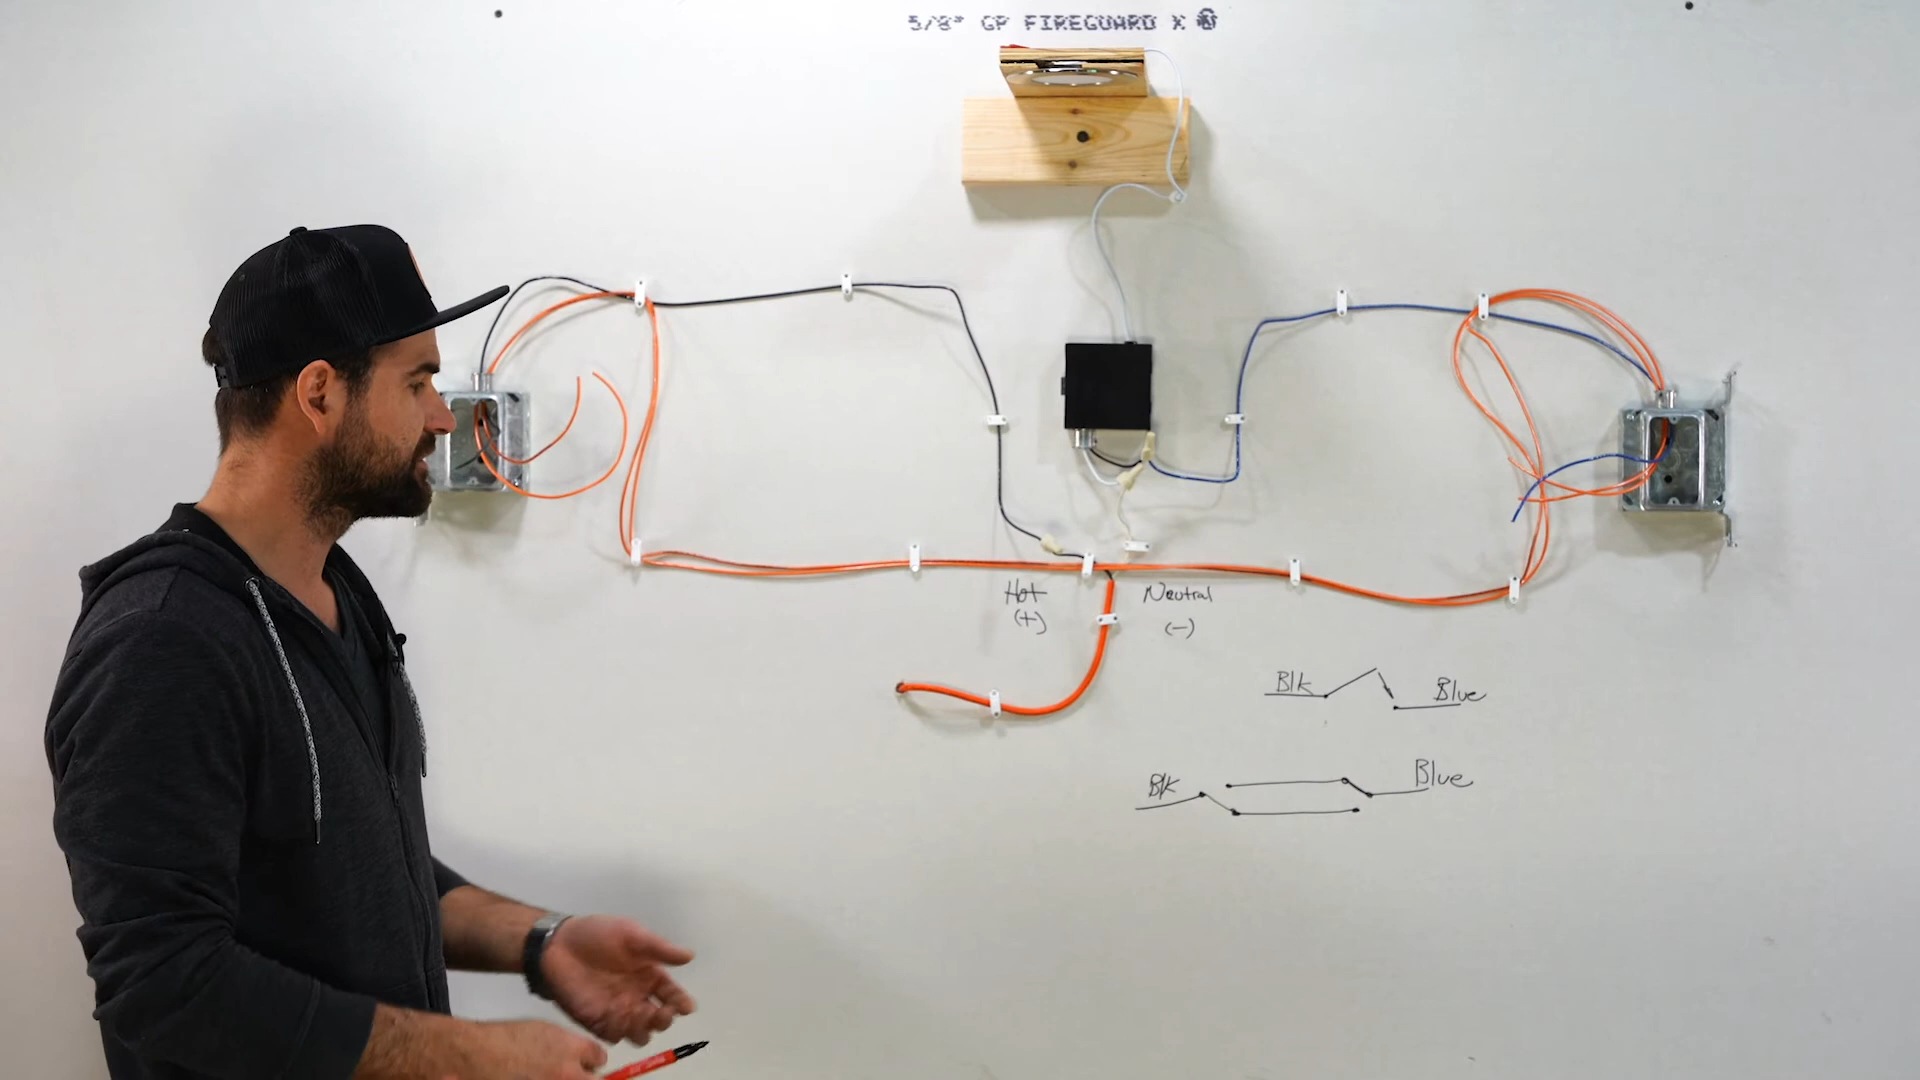 5/8" GP FIREGUARD X
Hot
(+)
Neutral
(-)
Blk
Blue
Blk
Blue